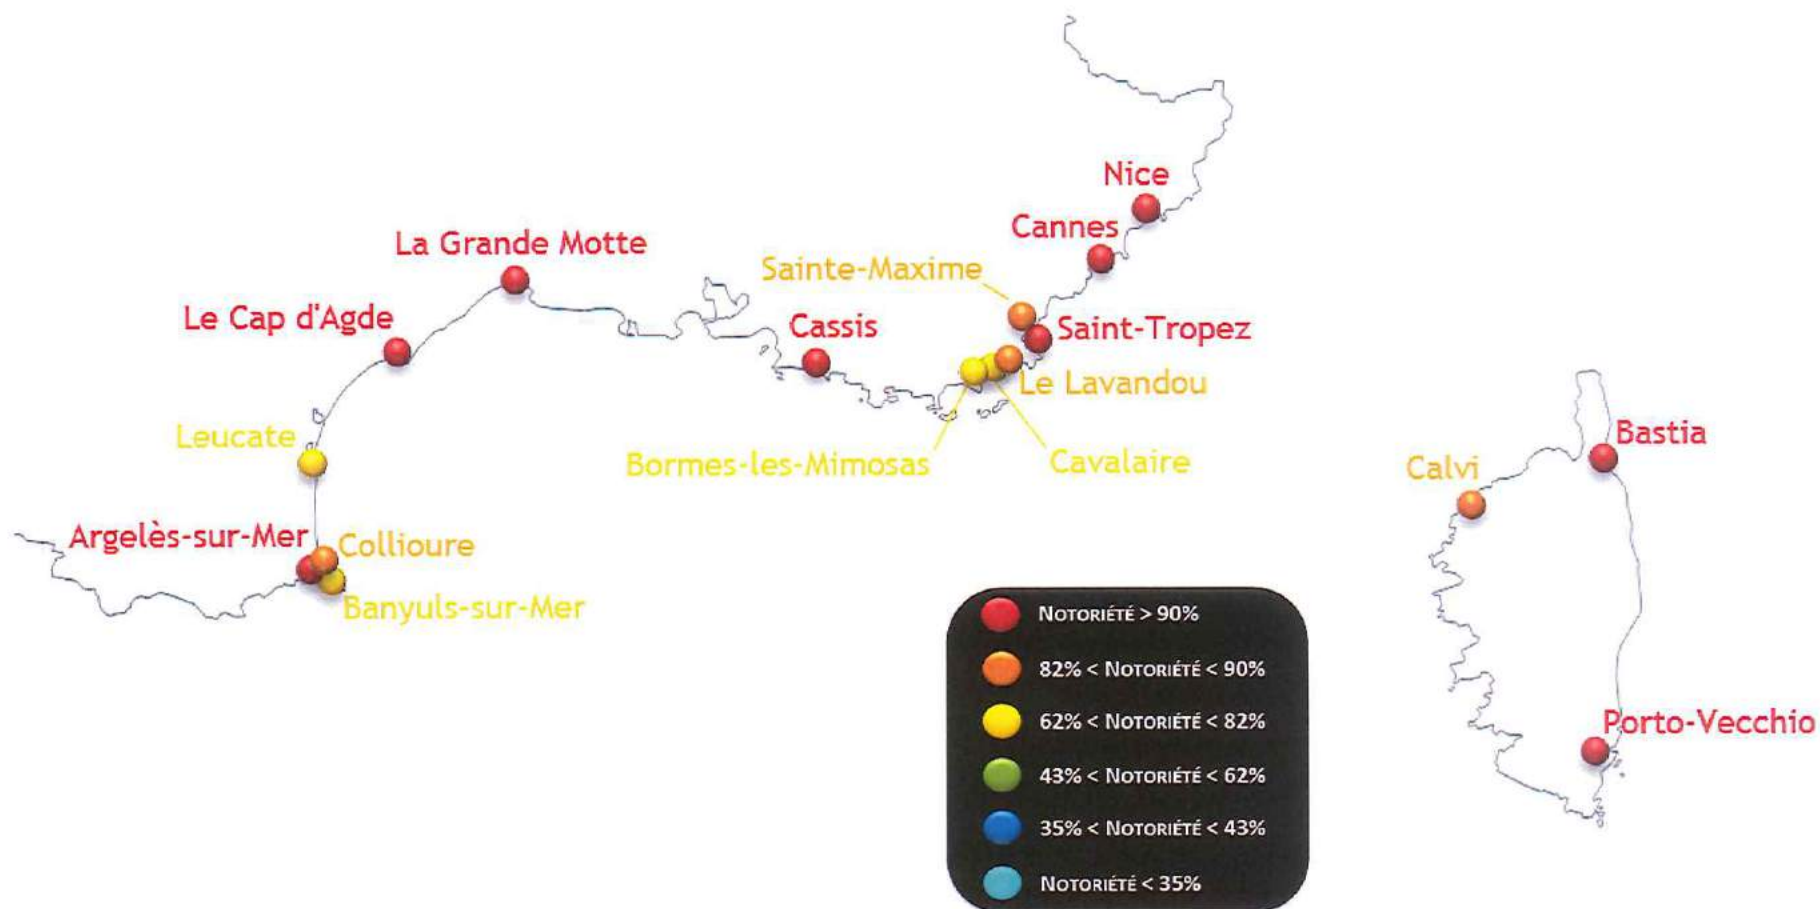 Nice
Cannes
La Grande Motte
Sainte-Maxime
Le Cap d'Agde
Cassis
Saint-Tropez
Le Lavandou
Leucate
Bormes-les-Mimosas
Cavalaire
Bastia
Calvi
Argelès-sur-Mer
Collioure
Banyuls-sur-Mer
Porto-Vecchio
NOTORIÉTÉ > 90%
82% < NOTORIÉTÉ < 90%
62% < NOTORIÉTÉ < 82%
43% < NOTORIÉTÉ < 62%
35% < NOTORIÉTÉ < 43%
NOTORIÉTÉ < 35%